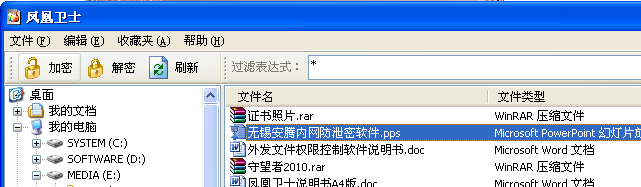 凤凰卫士
文件(F) 编辑(E) 收藏夹(A) 帮助(H)
加密 解密 刷新 过滤表达式： *
桌面
我的文档
我的电脑
SYSTEM (C:)
SOFTWARE (D:)
MEDIA (E:)
文件名 文件类型
证书照片.rar WinRAR 压缩文件
无锡安腾内网防泄密软件.pps Microsoft PowerPoint 幻灯片放
外发文件权限控制软件说明书.doc Microsoft Word 文档
守望者2010.rar WinRAR 压缩文件
凤凰卫士说明书A4版.doc Microsoft Word 文档